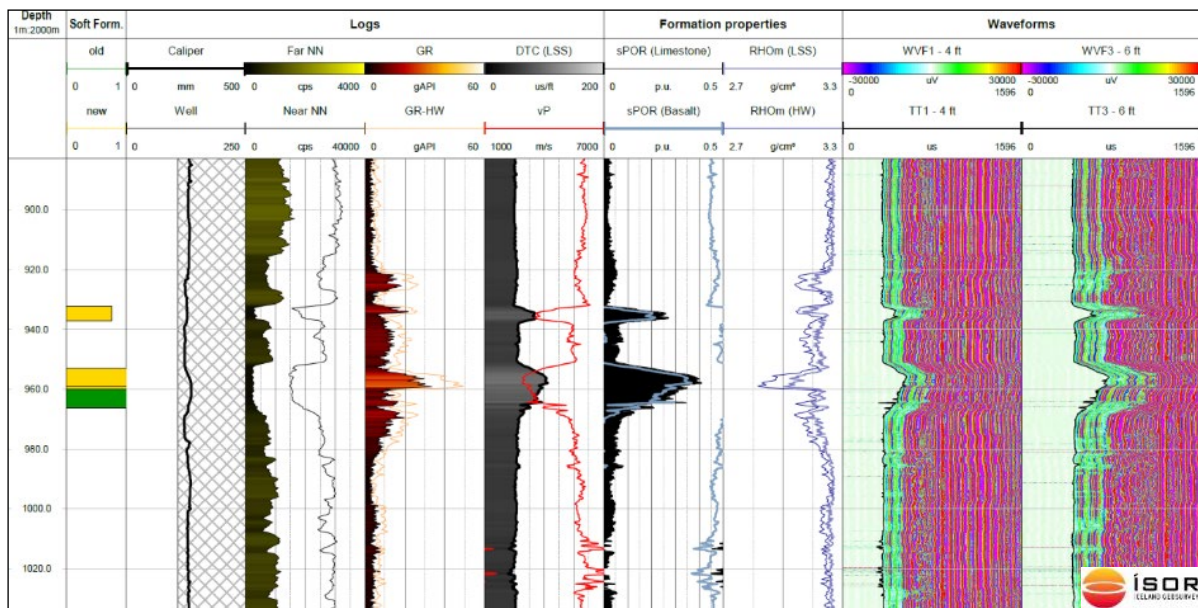 Depth
1m:2000m
Soft Form.
Logs
Formation properties
Waveforms
old
Caliper
Far NN
GR
DTC (LSS)
sPOR (Limestone)
RHOm (LSS)
WVF1 - 4 ft
WVF3 - 6 ft
0 1
0 mm 500
0 cps 4000
0 gAPI 60
0 us/ft 200
0 p.u. 0.5
2.7 g/cm³ 3.3
-30000 uV 30000
0 1596
-30000 uV 30000
0 1596
new
Well
Near NN
GR-HW
vP
sPOR (Basalt)
RHOm (HW)
TT1 - 4 ft
TT3 - 6 ft
0 1
0 250
0 cps 40000
0 gAPI 60
1000 m/s 7000
0 p.u. 0.5
2.7 g/cm³ 3.3
0 us 1596
0 us 1596
900.0
920.0
940.0
960.0
980.0
1000.0
1020.0
ÍSOR
ICELAND GEOSURVEY